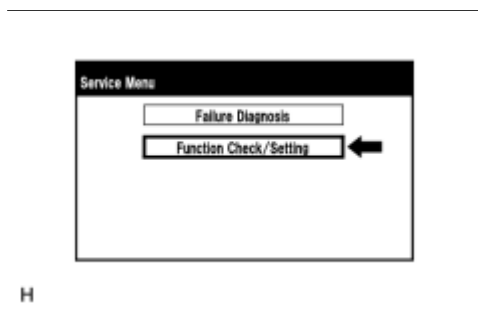 Service Menu
Failure Diagnosis
Function Check/Setting
H